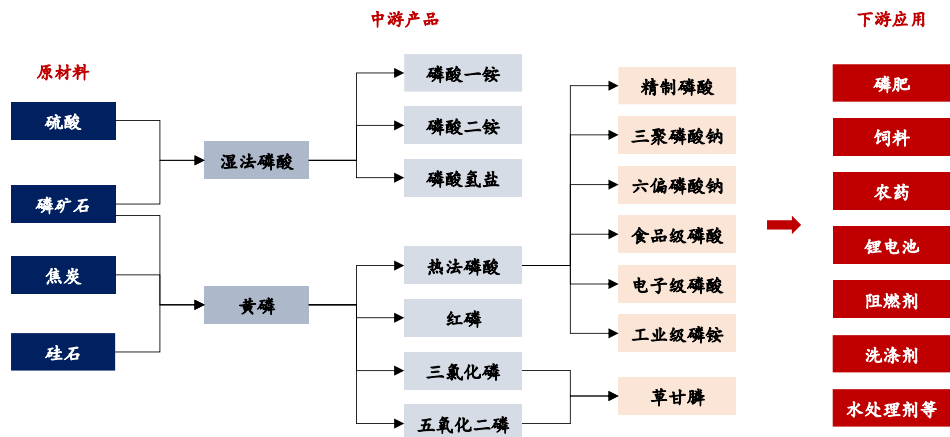 中游产品
下游应用
原材料
硫酸
磷矿石
焦炭
硅石
湿法磷酸
黄磷
磷酸一铵
磷酸二铵
磷酸氢盐
热法磷酸
红磷
三氯化磷
五氧化二磷
精制磷酸
三聚磷酸钠
六偏磷酸钠
食品级磷酸
电子级磷酸
工业级磷铵
草甘膦
磷肥
饲料
农药
锂电池
阻燃剂
洗涤剂
水处理剂等